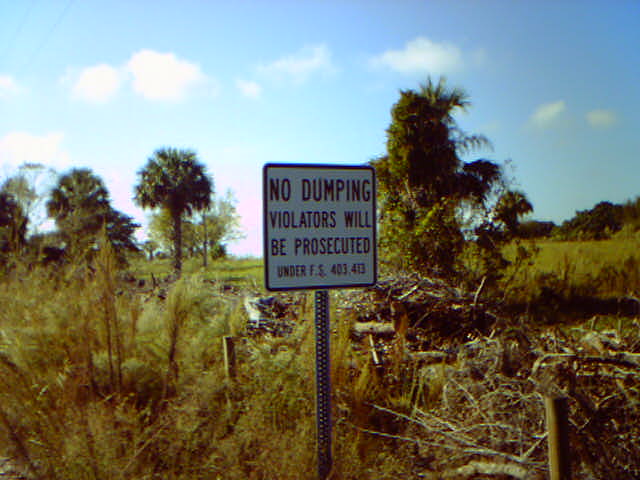 NO DUMPING
VIOLATORS WILL
BE PROSECUTED
UNDER F.S. 403.413